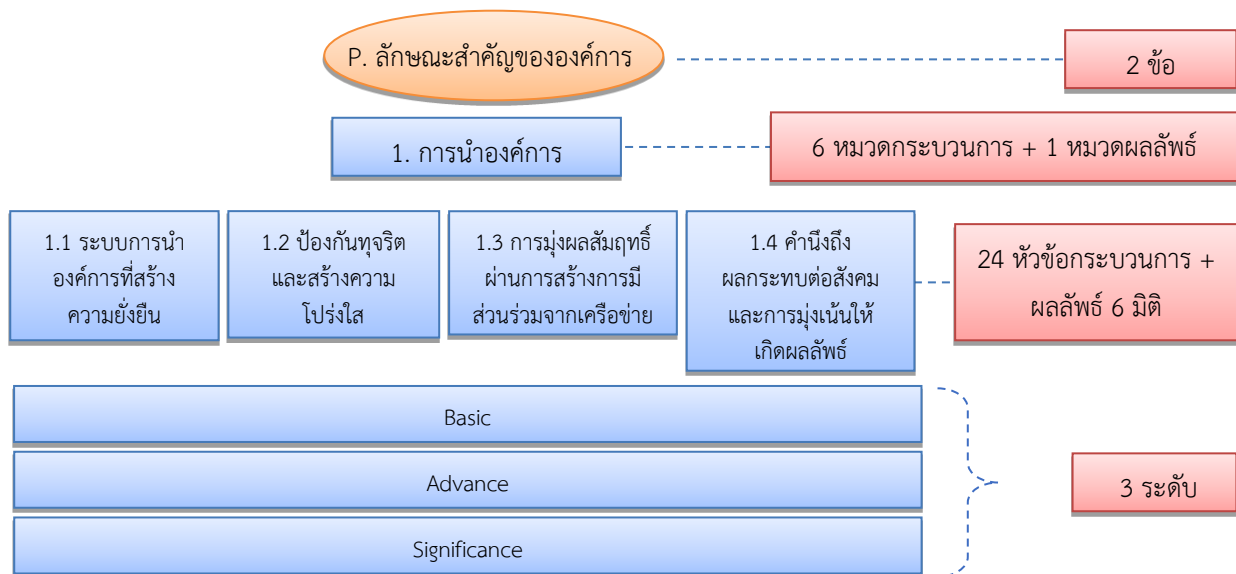 P. ลักษณะสำคัญขององค์การ
2 ข้อ
1. การนำองค์การ
6 หมวดกระบวนการ + 1 หมวดผลลัพธ์
1.1 ระบบการนำ
องค์การที่สร้าง
ความยั่งยืน
1.2 ป้องกันทุจริต
และสร้างความ
โปร่งใส
1.3 การมุ่งผลสัมฤทธิ์
ผ่านการสร้างการมี
ส่วนร่วมจากเครือข่าย
1.4 คำนึงถึง
ผลกระทบต่อสังคม
และการมุ่งเน้นให้
เกิดผลลัพธ์
24 หัวข้อกระบวนการ +
ผลลัพธ์ 6 มิติ
Basic
Advance
3 ระดับ
Significance